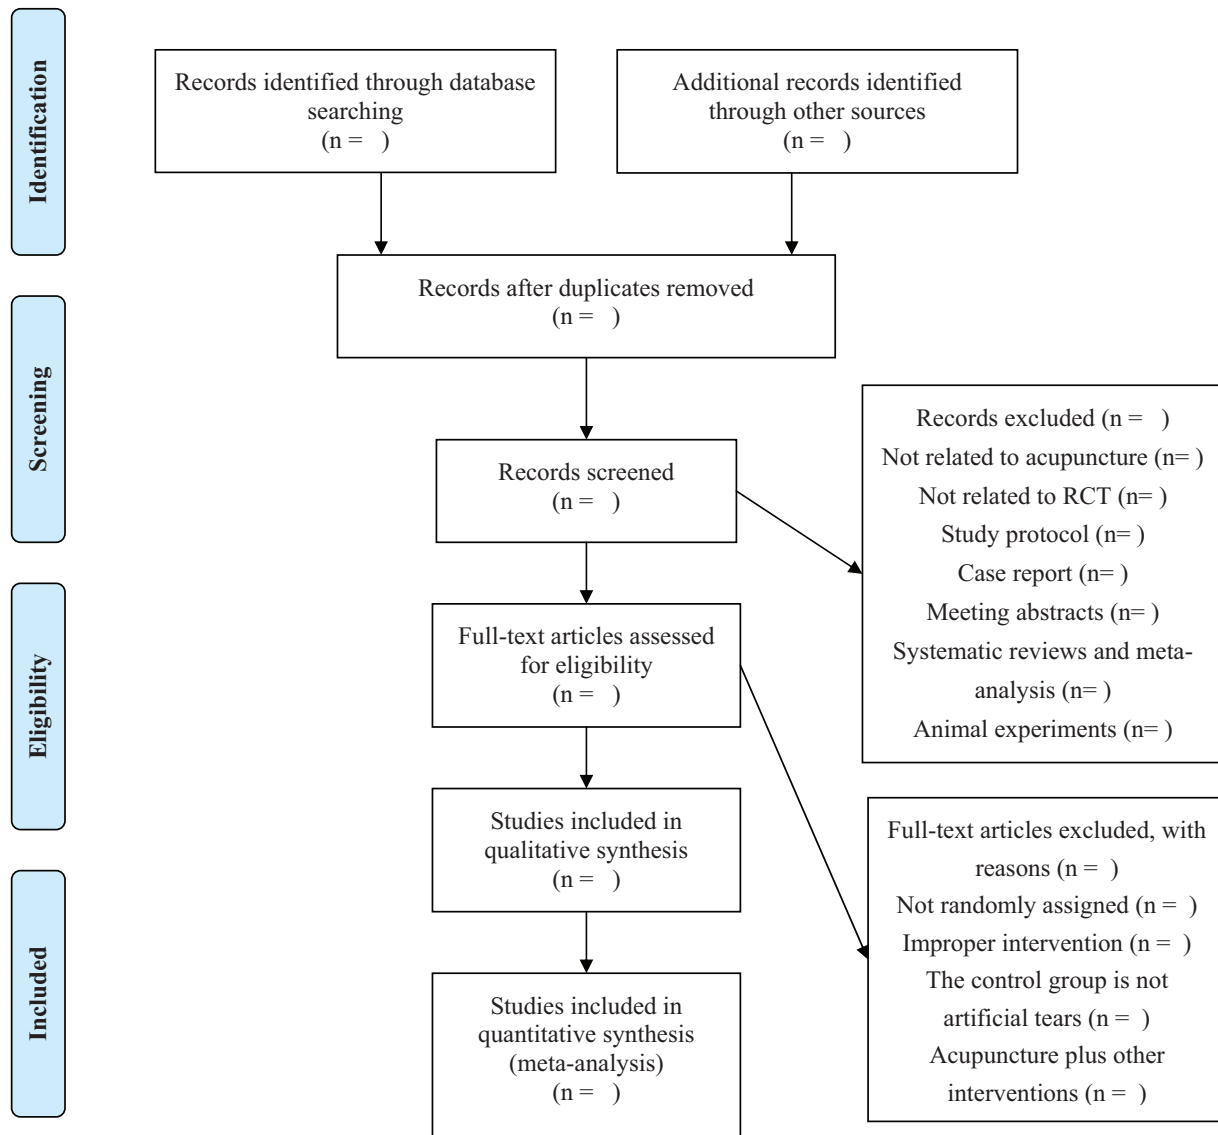 Identification
Records identified through database
searching
(n =   )
Additional records identified
through other sources
(n =   )
Records after duplicates removed
(n =   )
Screening
Records screened
(n =   )
Records excluded (n =   )
Not related to acupuncture (n= )
Not related to RCT (n= )
Study protocol (n= )
Case report (n= )
Meeting abstracts (n= )
Systematic reviews and meta-
analysis (n= )
Animal experiments (n= )
Eligibility
Full-text articles assessed
for eligibility
(n =   )
Full-text articles excluded, with
reasons (n =  )
Not randomly assigned (n =  )
Improper intervention (n =  )
The control group is not
artificial tears (n =  )
Acupuncture plus other
interventions (n =  )
Studies included in
qualitative synthesis
(n =   )
Included
Studies included in
quantitative synthesis
(meta-analysis)
(n =   )